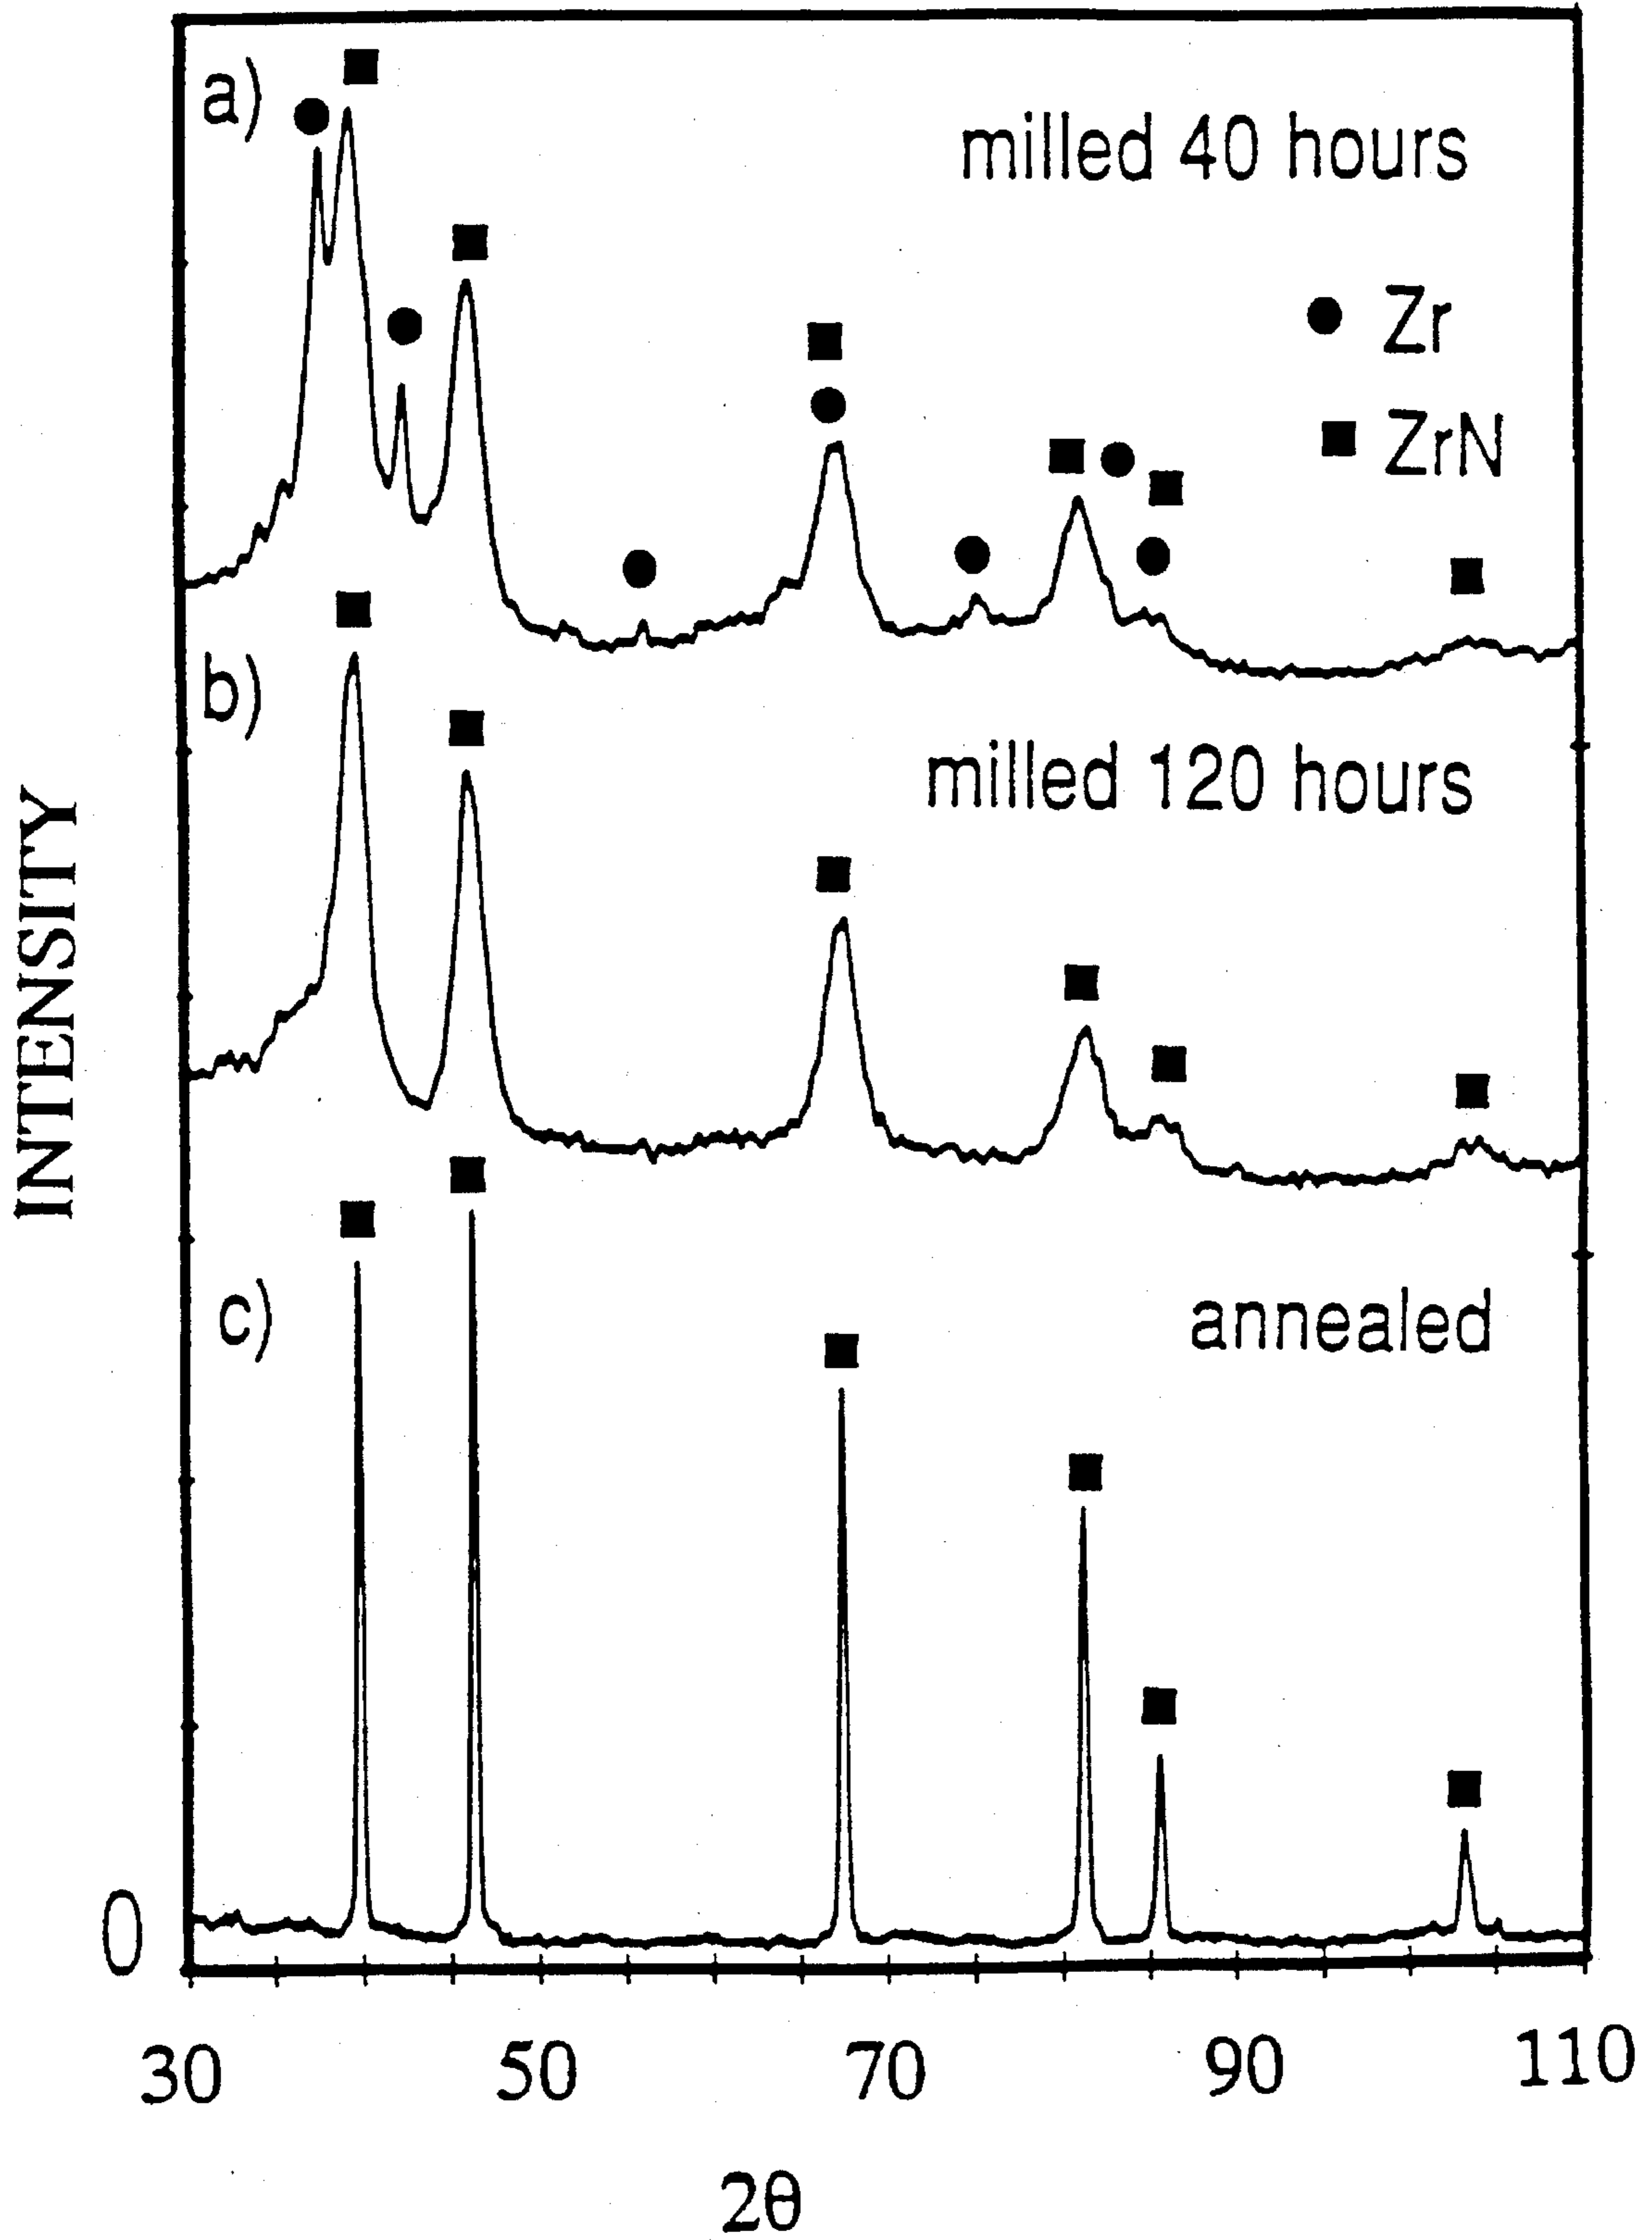 a)
milled 40 hours
● Zr
■ ZrN
b)
milled 120 hours
INTENSITY
c)
annealed
0
30 50 70 90 110
2θ